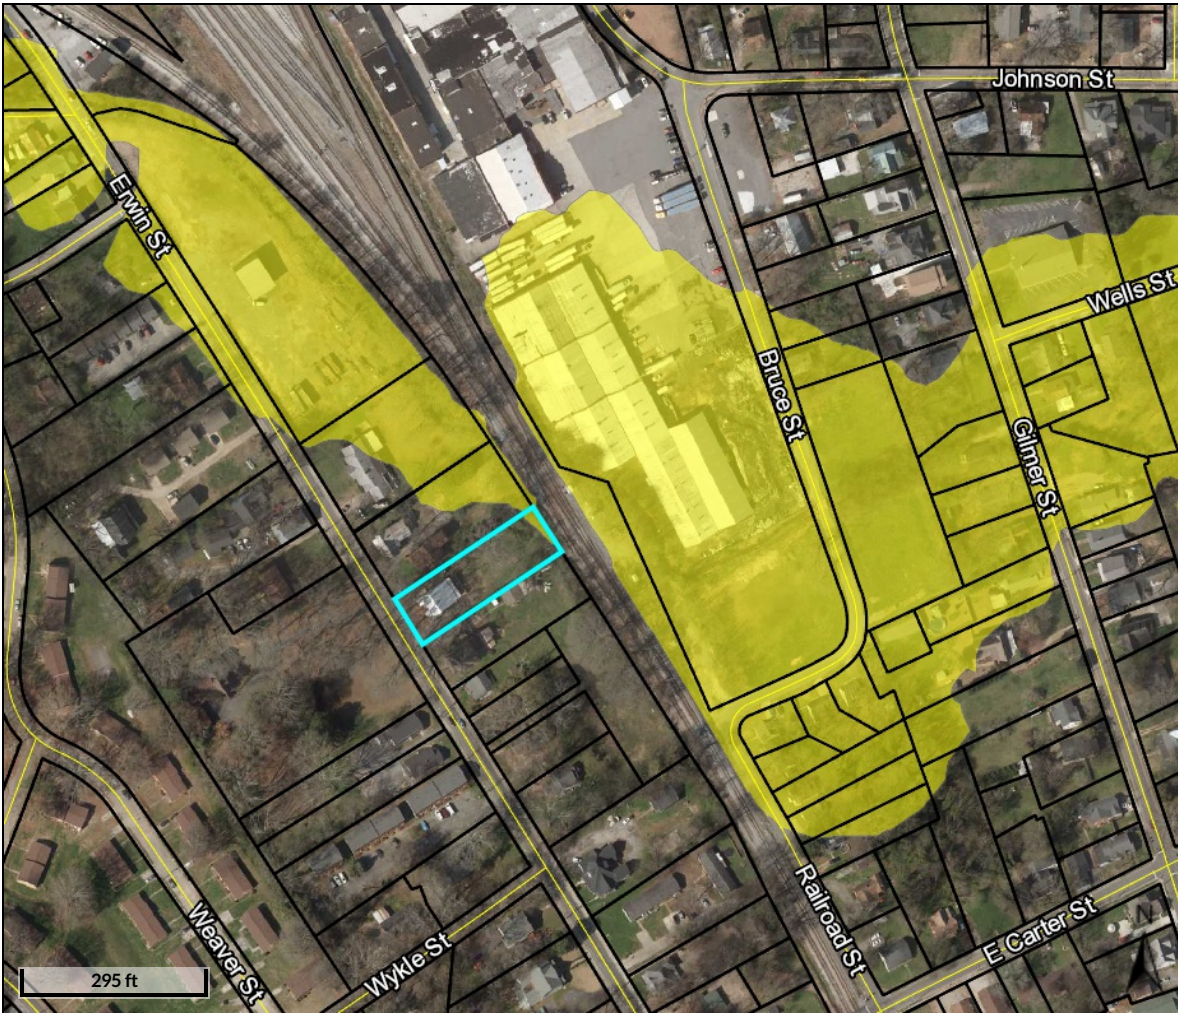 Johnson St
Erwin St
Wells St
Bruce St
Gilmer St
Railroad St
E Carter St
Weaver St
Wykle St
295 ft
N